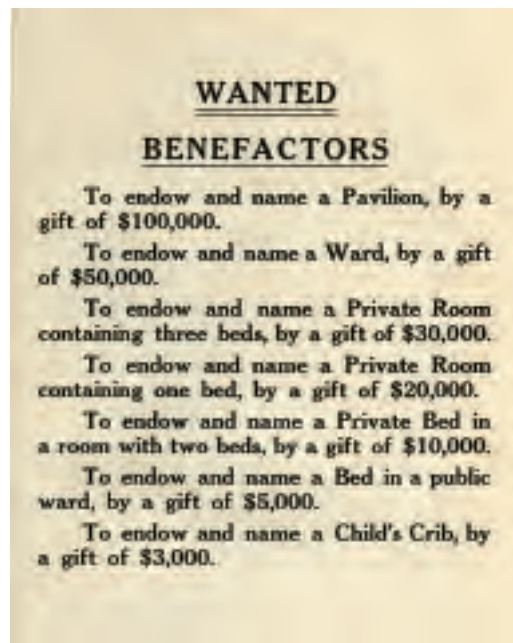 WANTED
BENEFACTORS
To endow and name a Pavilion, by a
gift of $100,000.
To endow and name a Ward, by a gift
of $50,000.
To endow and name a Private Room
containing three beds, by a gift of $30,000.
To endow and name a Private Room
containing one bed, by a gift of $20,000.
To endow and name a Private Bed in
a room with two beds, by a gift of $10,000.
To endow and name a Bed in a public
ward, by a gift of $5,000.
To endow and name a Child's Crib, by
a gift of $3,000.